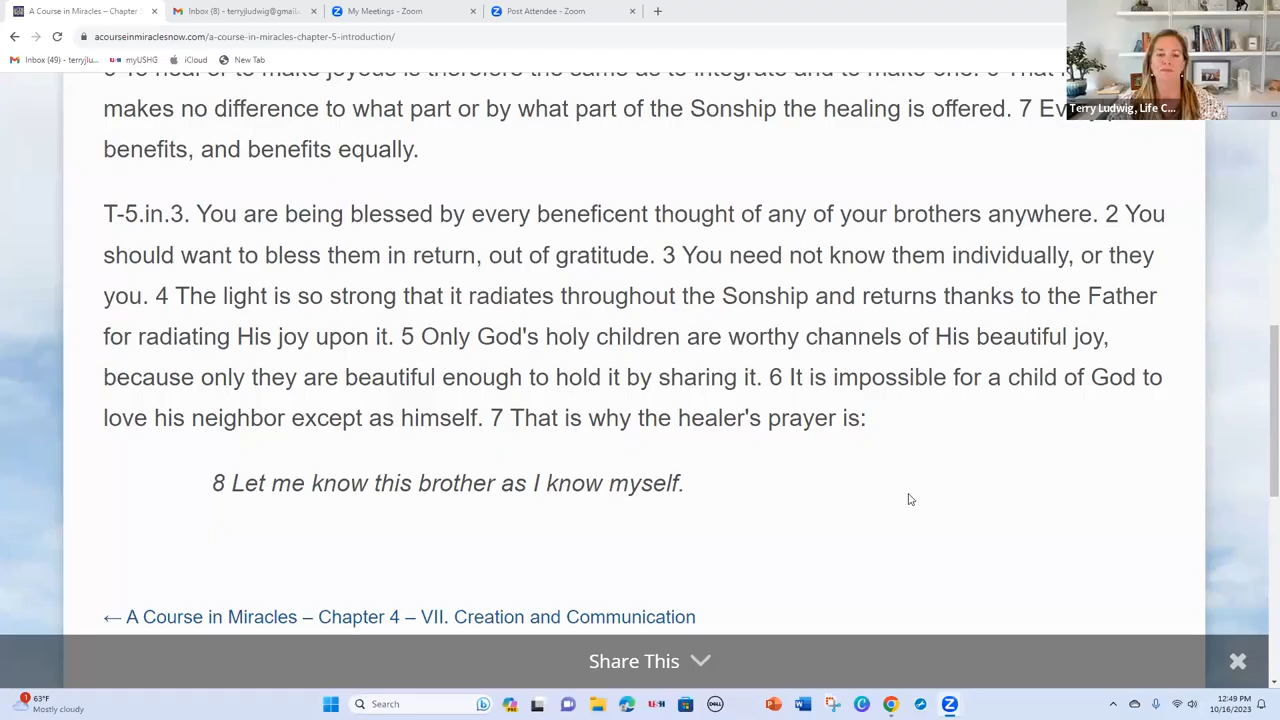 A Course in Miracles – Chapter
Inbox (8) - terryjludwig@gmail.
My Meetings - Zoom
Post Attendee - Zoom
acourseinmiraclesnow.com/a-course-in-miracles-chapter-5-introduction/
Inbox (49) - terryjlu...
myUSHG
iCloud
New Tab
Terry Ludwig, Life C...
makes no difference to what part or by what part of the Sonship the healing is offered. 7
benefits, and benefits equally.
T-5.in.3. You are being blessed by every beneficent thought of any of your brothers anywhere. 2 You
should want to bless them in return, out of gratitude. 3 You need not know them individually, or they
you. 4 The light is so strong that it radiates throughout the Sonship and returns thanks to the Father
for radiating His joy upon it. 5 Only God's holy children are worthy channels of His beautiful joy,
because only they are beautiful enough to hold it by sharing it. 6 It is impossible for a child of God to
love his neighbor except as himself. 7 That is why the healer's prayer is:
8 Let me know this brother as I know myself.
← A Course in Miracles – Chapter 4 – VII. Creation and Communication
Share This
1
63°F
Mostly cloudy
Search
12:49 PM
10/16/2023